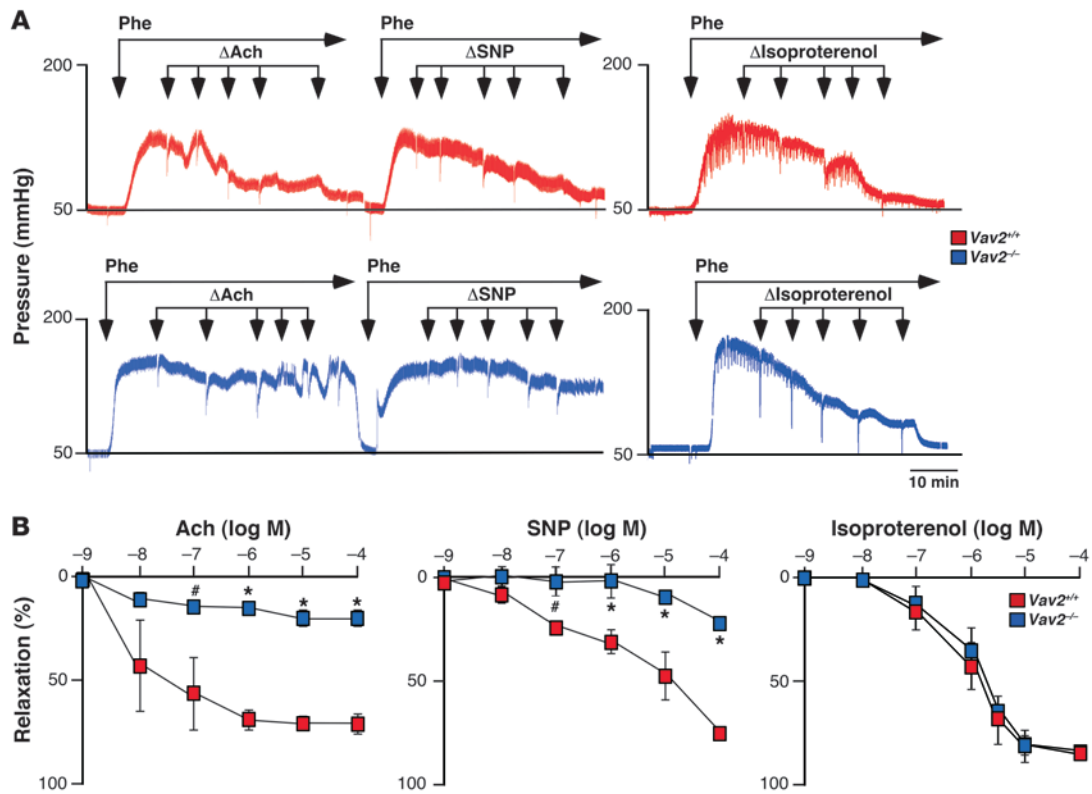 A
Phe
ΔAch
Phe
ΔSNP
Phe
ΔIsoproterenol
200
50
200
50
Vav2+/+
Vav2–/–
Pressure (mmHg)
Phe
ΔAch
Phe
ΔSNP
Phe
ΔIsoproterenol
200
50
200
50
10 min
B
Ach (log M)
–9 –8 –7 –6 –5 –4
0
50
100
Relaxation (%)
# * * *
SNP (log M)
–9 –8 –7 –6 –5 –4
0
50
100
# * * *
Isoproterenol (log M)
–9 –8 –7 –6 –5 –4
0
50
100
Vav2+/+
Vav2–/–